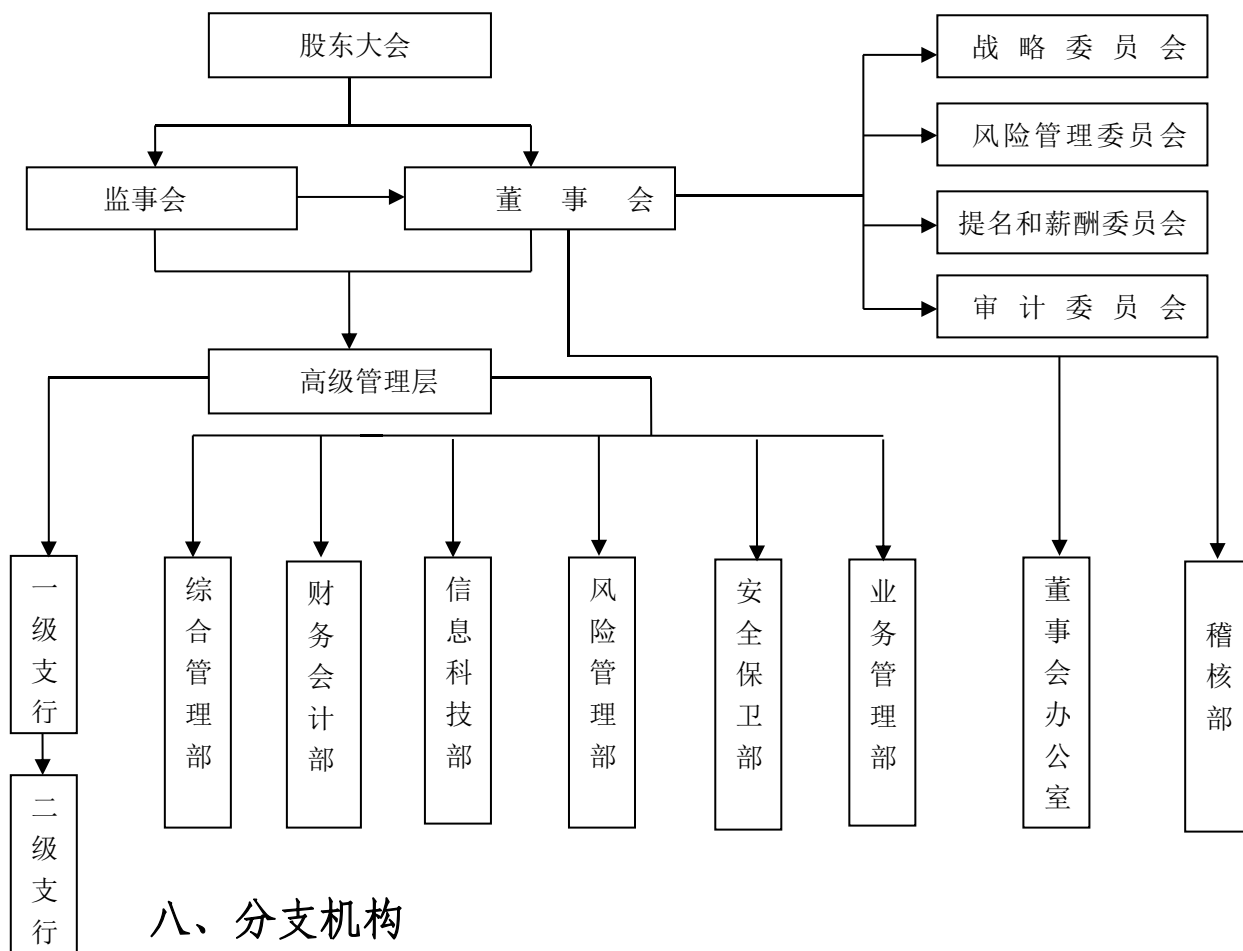 股东大会
战略委员会
风险管理委员会
监事会
董事会
提名和薪酬委员会
审计委员会
高级管理层
一级支行
综合管理部
财务会计部
信息科技部
风险管理部
安全保卫部
业务管理部
董事会办公室
稽核部
二级支行
八、分支机构